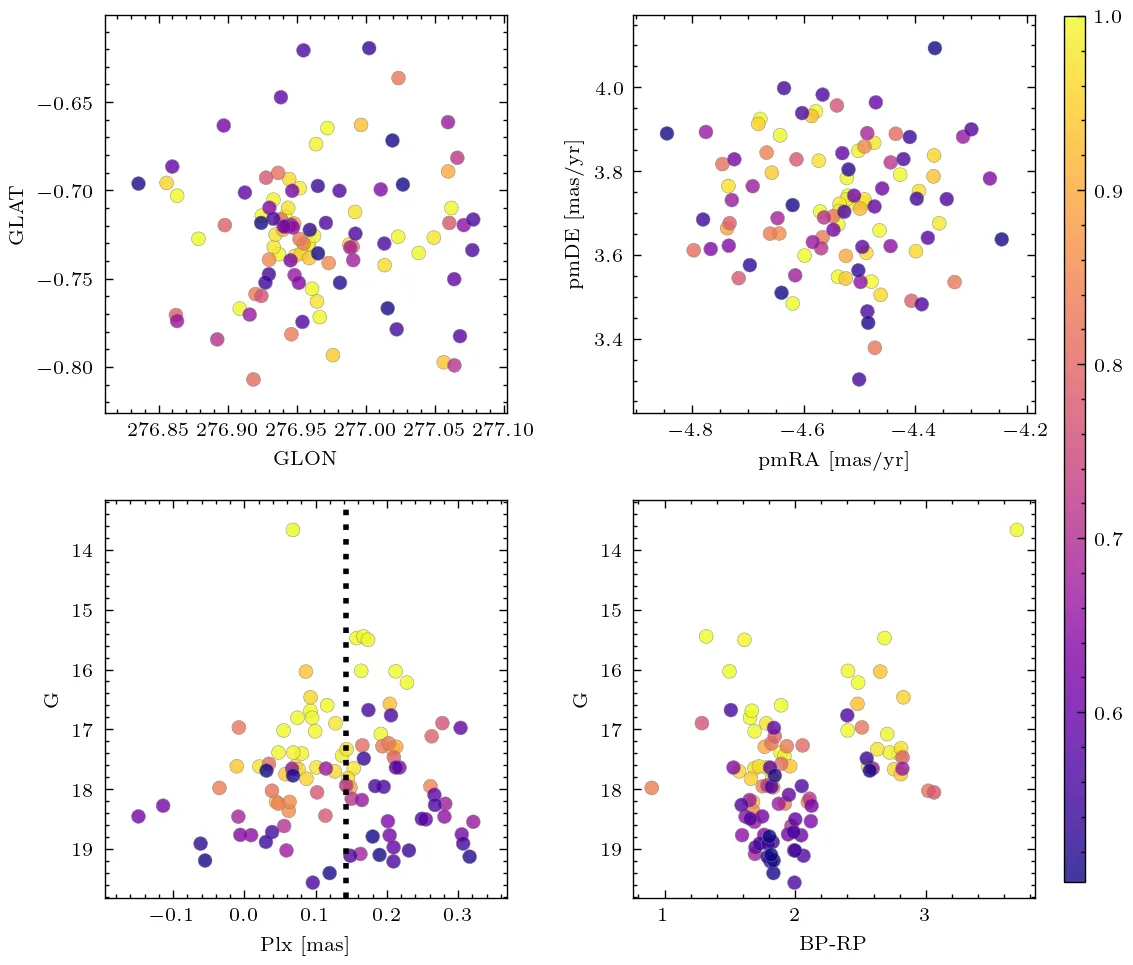 −0.65
−0.70
−0.75
−0.80
GLAT
276.85 276.90 276.95 277.00 277.05 277.10
GLON
4.0
3.8
3.6
3.4
pmDE [mas/yr]
−4.8 −4.6 −4.4 −4.2
pmRA [mas/yr]
1.0
0.9
0.8
0.7
0.6
14
15
16
17
18
19
G
−0.1 0.0 0.1 0.2 0.3
Plx [mas]
14
15
16
17
18
19
G
1 2 3
BP-RP